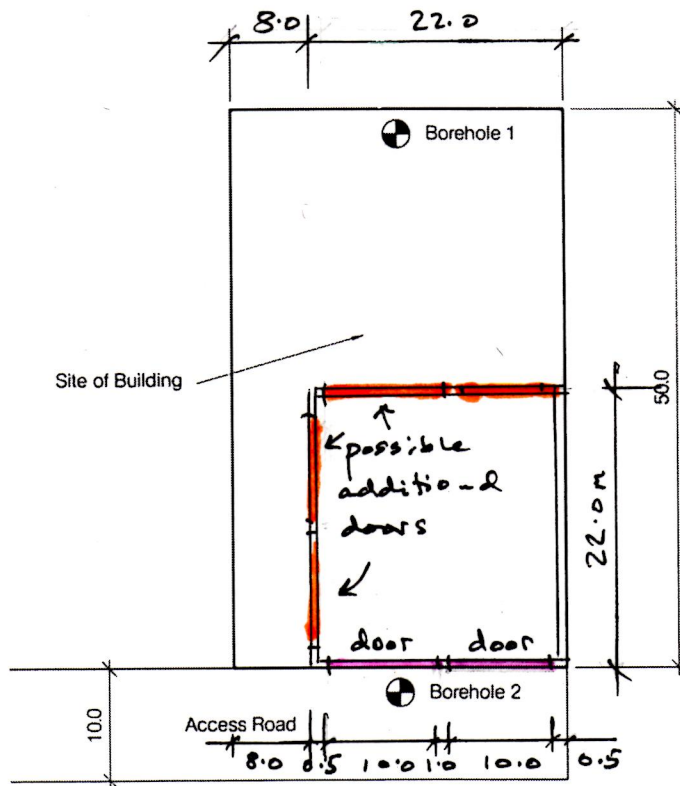 8.0 22.0
Borehole 1
Site of Building
50.0
possible
additional
doors
22.0m
door door
Borehole 2
10.0
Access Road
8.0 0.5 10.0 1.0 10.0 0.5